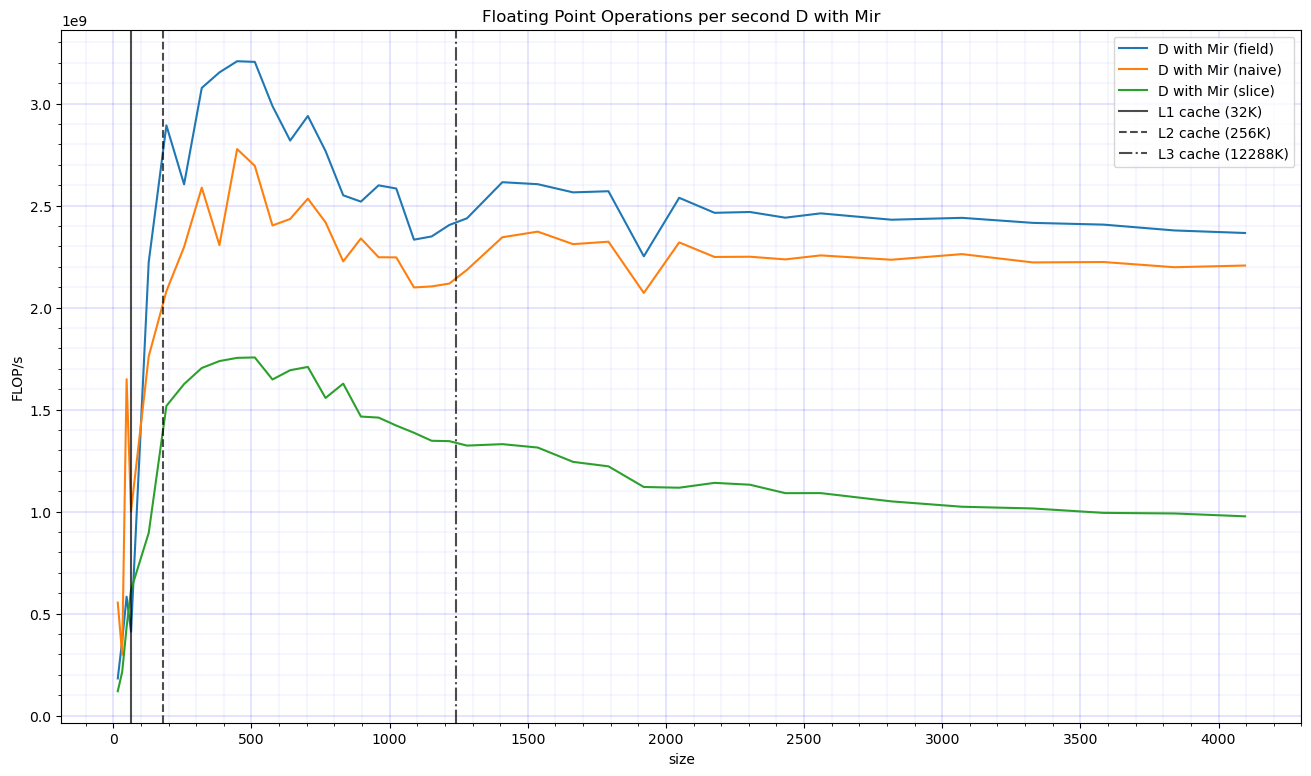 Floating Point Operations per second D with Mir
1e9
D with Mir (field)
D with Mir (naive)
D with Mir (slice)
L1 cache (32K)
L2 cache (256K)
L3 cache (12288K)
3.0
2.5
2.0
1.5
1.0
0.5
0.0
FLOP/s
0 500 1000 1500 2000 2500 3000 3500 4000
size